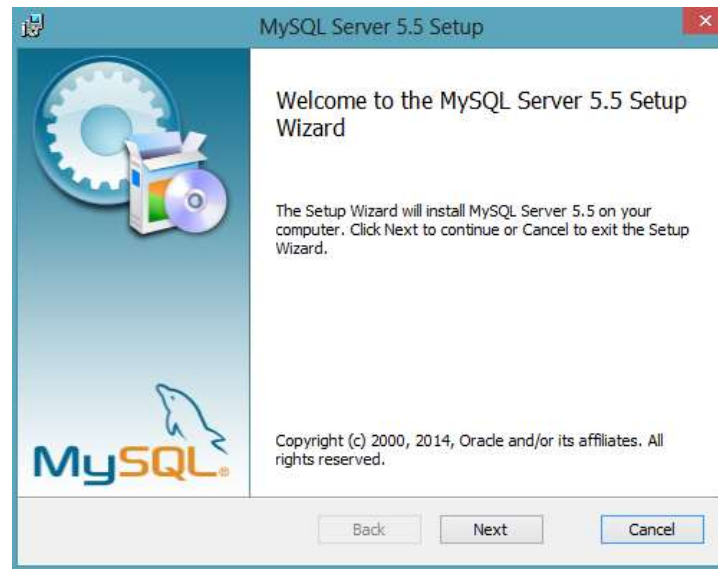 MySQL Server 5.5 Setup
Welcome to the MySQL Server 5.5 Setup
Wizard
The Setup Wizard will install MySQL Server 5.5 on your
computer. Click Next to continue or Cancel to exit the Setup
Wizard.
MySQL®
Copyright (c) 2000, 2014, Oracle and/or its affiliates. All
rights reserved.
Back Next Cancel